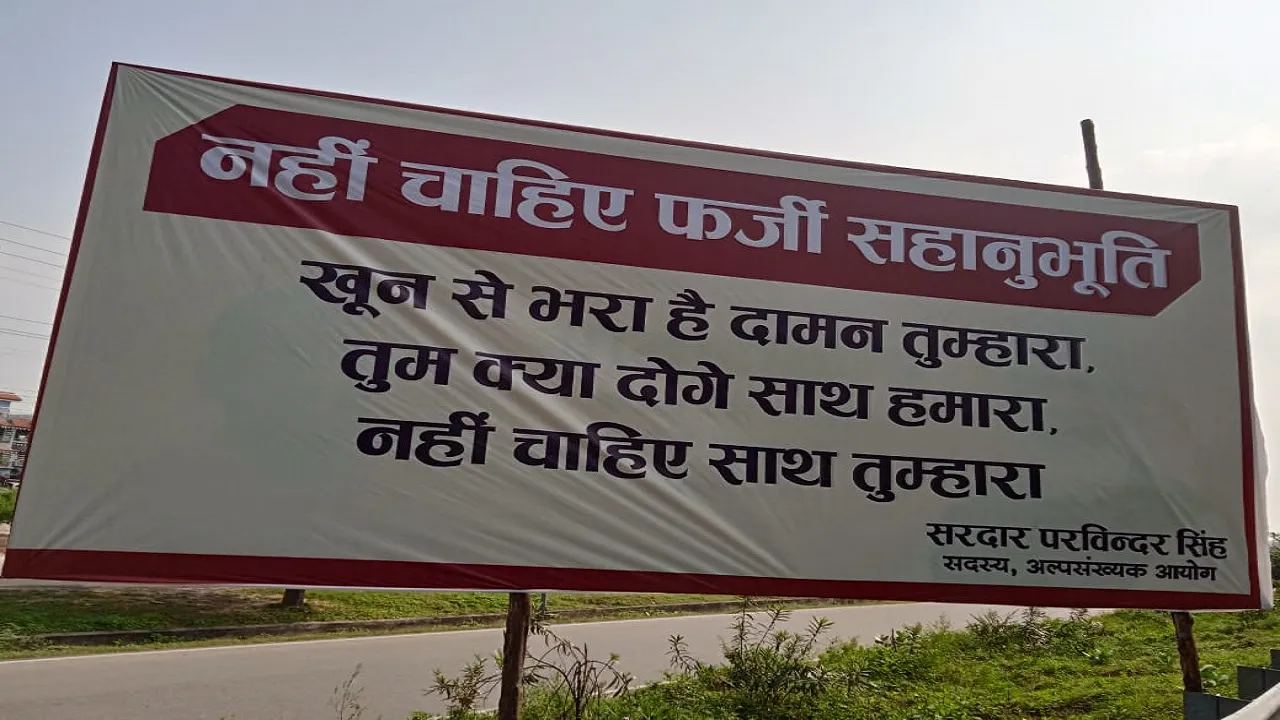 नहीं चाहिए फर्जी सहानुभूति
खून से भरा है दामन तुम्हारा,
तुम क्या दोगे साथ हमारा,
नहीं चाहिए साथ तुम्हारा
सरदार परविन्दर सिंह
सदस्य, अल्पसंख्यक आयोग